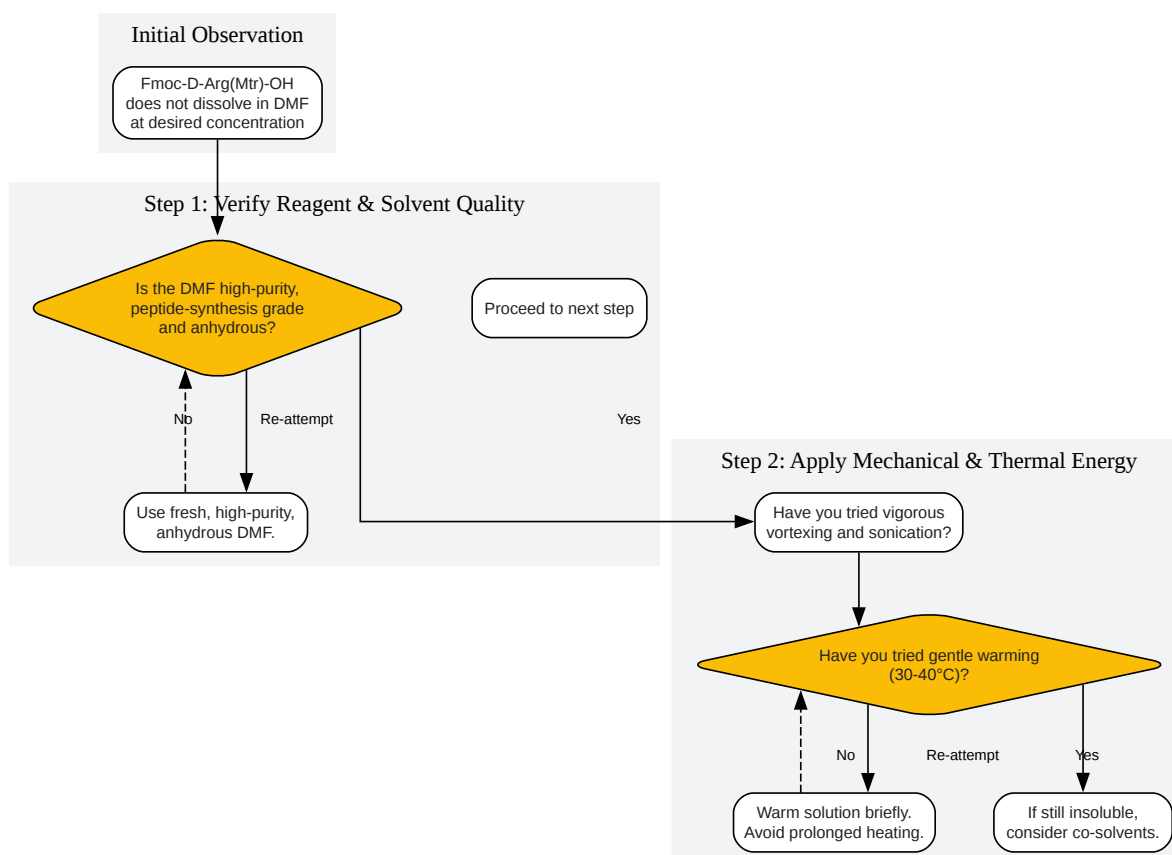 Initial Observation
Fmoc-D-Arg(Mtr)-OH
does not dissolve in DMF
at desired concentration
Step 1: Verify Reagent & Solvent Quality
Is the DMF high-purity,
peptide-synthesis grade
and anhydrous?
Proceed to next step
No
Re-attempt
Yes
Use fresh, high-purity,
anhydrous DMF.
Step 2: Apply Mechanical & Thermal Energy
Have you tried vigorous
vortexing and sonication?
Have you tried gentle warming
(30-40°C)?
No
Re-attempt
Yes
Warm solution briefly.
Avoid prolonged heating.
If still insoluble,
consider co-solvents.